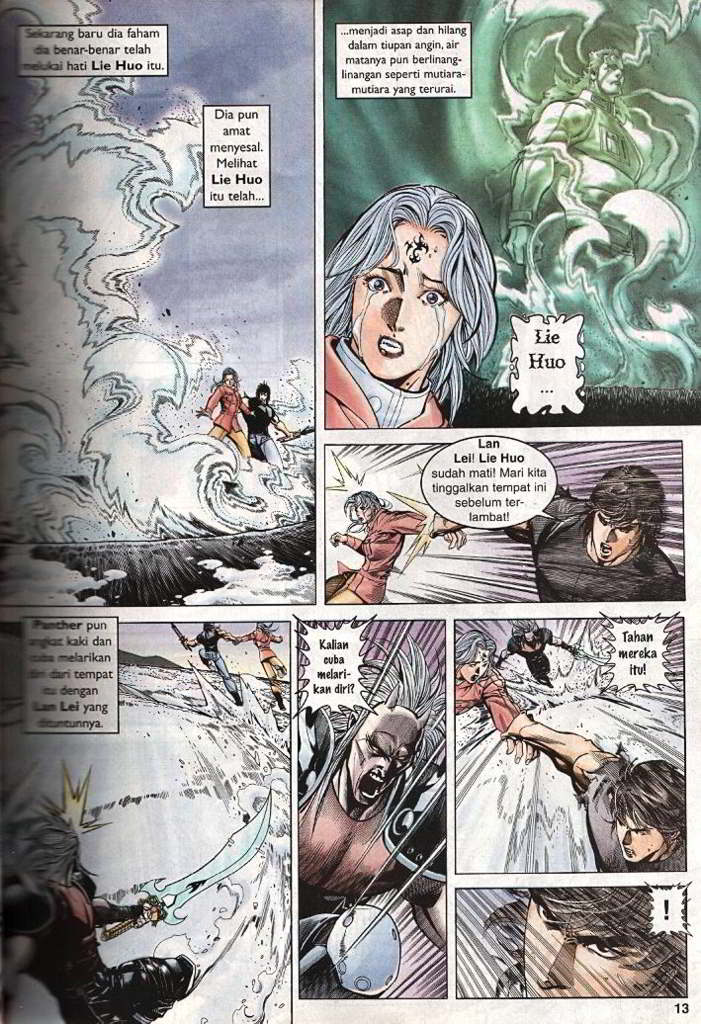 Sekarang baru dia faham
dia benar-benar telah
melukai hati Lie Huo itu.
Dia pun
amat
menyesal.
Melihat
Lie Huo
itu telah...
...menjadi asap dan hilang
dalam tiupan angin, air
matanya pun berlinang-
linangan seperti mutiara-
mutiara yang terurai.
Lie
Huo
...
Lan
Lei! Lie Huo
sudah mati! Mari kita
tinggalkan tempat ini
sebelum ter-
lambat!
Panther pun
angkat kaki dan
cuba melarikan
diri dari tempat
itu dengan
Lan Lei yang
dituntunnya.
Kalian
cuba
melari-
kan diri?
Tahan
mereka
itu!
!
13